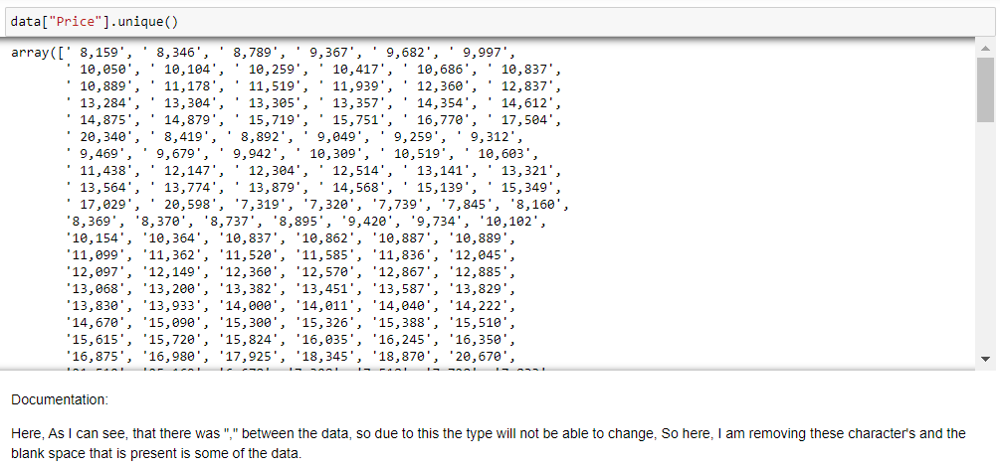 data["Price"].unique()
array([' 8,159', ' 8,346', ' 8,789', ' 9,367', ' 9,682', ' 9,997',
' 10,050', ' 10,104', ' 10,259', ' 10,417', ' 10,686', ' 10,837',
' 10,889', ' 11,178', ' 11,519', ' 11,939', ' 12,360', ' 12,837',
' 13,284', ' 13,304', ' 13,305', ' 13,357', ' 14,354', ' 14,612',
' 14,875', ' 14,879', ' 15,719', ' 15,751', ' 16,770', ' 17,504',
' 20,340', ' 8,419', ' 8,892', ' 9,049', ' 9,259', ' 9,312',
' 9,469', ' 9,679', ' 9,942', ' 10,309', ' 10,519', ' 10,603',
' 11,438', ' 12,147', ' 12,304', ' 12,514', ' 13,141', ' 13,321',
' 13,564', ' 13,774', ' 13,879', ' 14,568', ' 15,139', ' 15,349',
' 17,029', ' 20,598', '7,319', '7,320', '7,739', '7,845', '8,160',
'8,369', '8,370', '8,737', '8,895', '9,420', '9,734', '10,102',
'10,154', '10,364', '10,837', '10,862', '10,887', '10,889',
'11,099', '11,362', '11,520', '11,585', '11,836', '12,045',
'12,097', '12,149', '12,360', '12,570', '12,867', '12,885',
'13,068', '13,200', '13,382', '13,451', '13,587', '13,829',
'13,830', '13,933', '14,000', '14,011', '14,040', '14,222',
'14,670', '15,090', '15,300', '15,326', '15,388', '15,510',
'15,615', '15,720', '15,824', '16,035', '16,245', '16,350',
'16,875', '16,980', '17,925', '18,345', '18,870', '20,670',
Documentation:
Here, As I can see, that there was "," between the data, so due to this the type will not be able to change, So here, I am removing these character's and the
blank space that is present is some of the data.